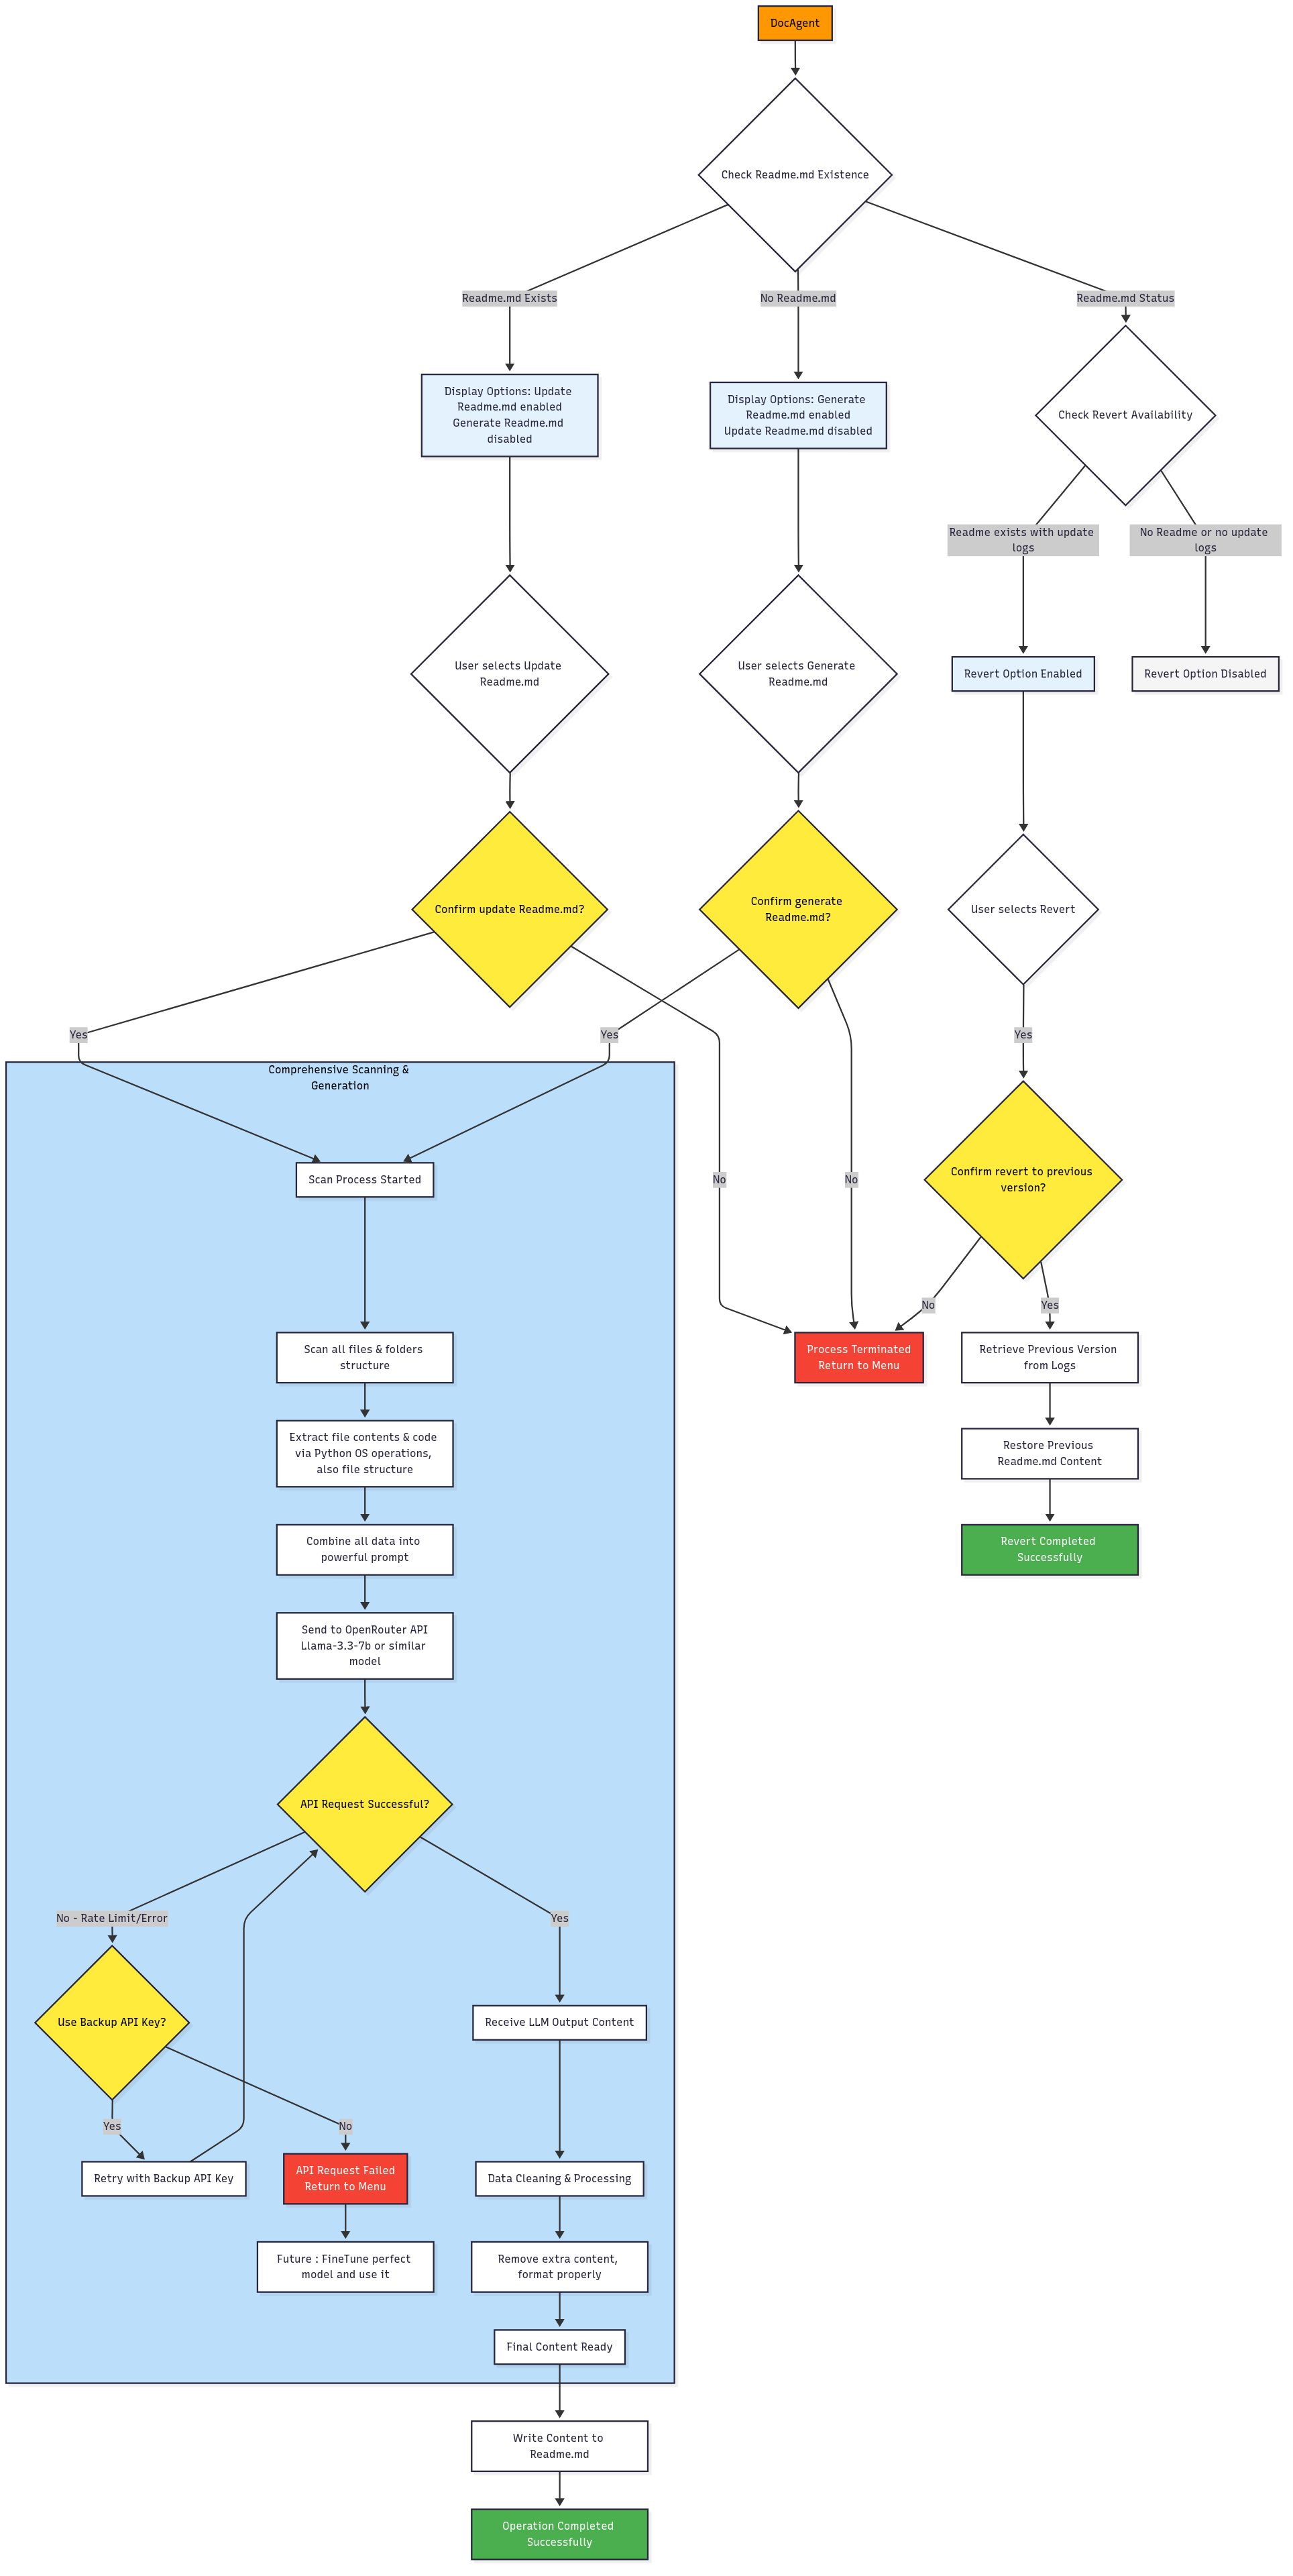 DocAgent
Check Readme.md Existence
Readme.md Exists
No Readme.md
Readme.md Status
Display Options: Update
Readme.md enabled
Generate Readme.md
disabled
Display Options: Generate
Readme.md enabled
Update Readme.md disabled
Check Revert Availability
Readme exists with update
logs
No Readme or no update
logs
User selects Update
Readme.md
User selects Generate
Readme.md
Revert Option Enabled
Revert Option Disabled
Confirm update Readme.md?
Confirm generate
Readme.md?
User selects Revert
Yes
Yes
Yes
Comprehensive Scanning &
Generation
Scan Process Started
No
No
Confirm revert to previous
version?
No
Yes
Scan all files & folders
structure
Process Terminated
Return to Menu
Retrieve Previous Version
from Logs
Extract file contents & code
via Python OS operations,
also file structure
Restore Previous
Readme.md Content
Combine all data into
powerful prompt
Revert Completed
Successfully
Send to OpenRouter API
Llama-3.3-7b or similar
model
API Request Successful?
No - Rate Limit/Error
Yes
Use Backup API Key?
Receive LLM Output Content
Yes
No
Retry with Backup API Key
API Request Failed
Return to Menu
Data Cleaning & Processing
Future : FineTune perfect
model and use it
Remove extra content,
format properly
Final Content Ready
Write Content to
Readme.md
Operation Completed
Successfully